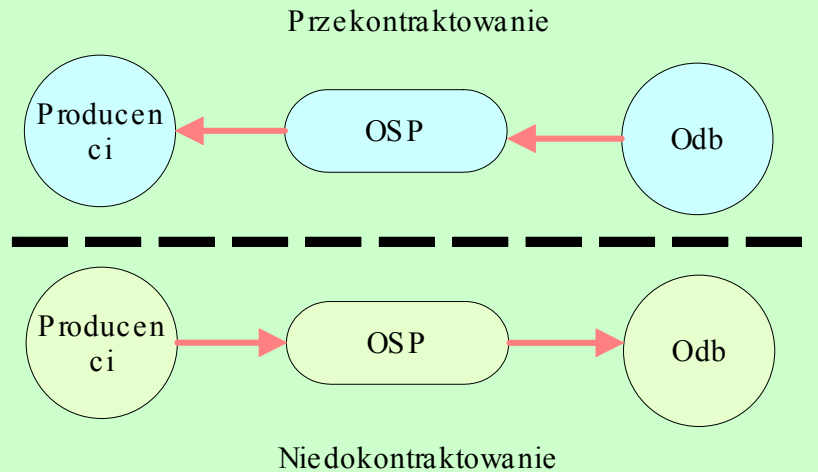 Przekontraktowanie
Producen
ci
OSP
Odb
Producen
ci
OSP
Odb
Niedokontraktowanie